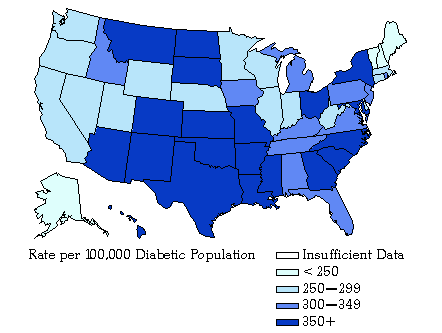 Rate per 100,000 Diabetic Population
Insufficient Data
< 250
250—299
300—349
350+